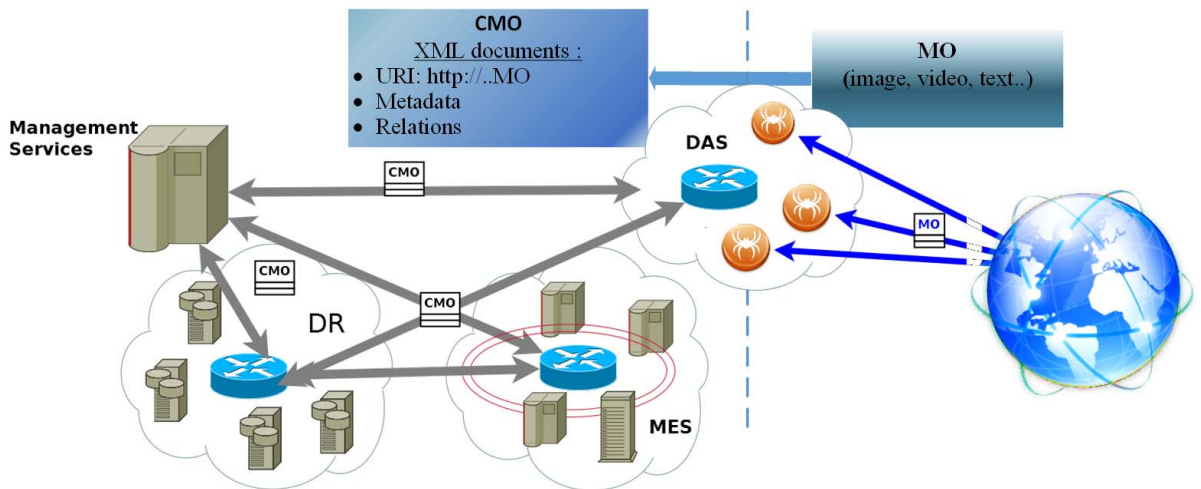 CMO
XML documents :
• URI: http://..MO
• Metadata
• Relations
MO
(image, video, text..)
Management
Services
DAS
CMO
MO
CMO
CMO
DR
MES